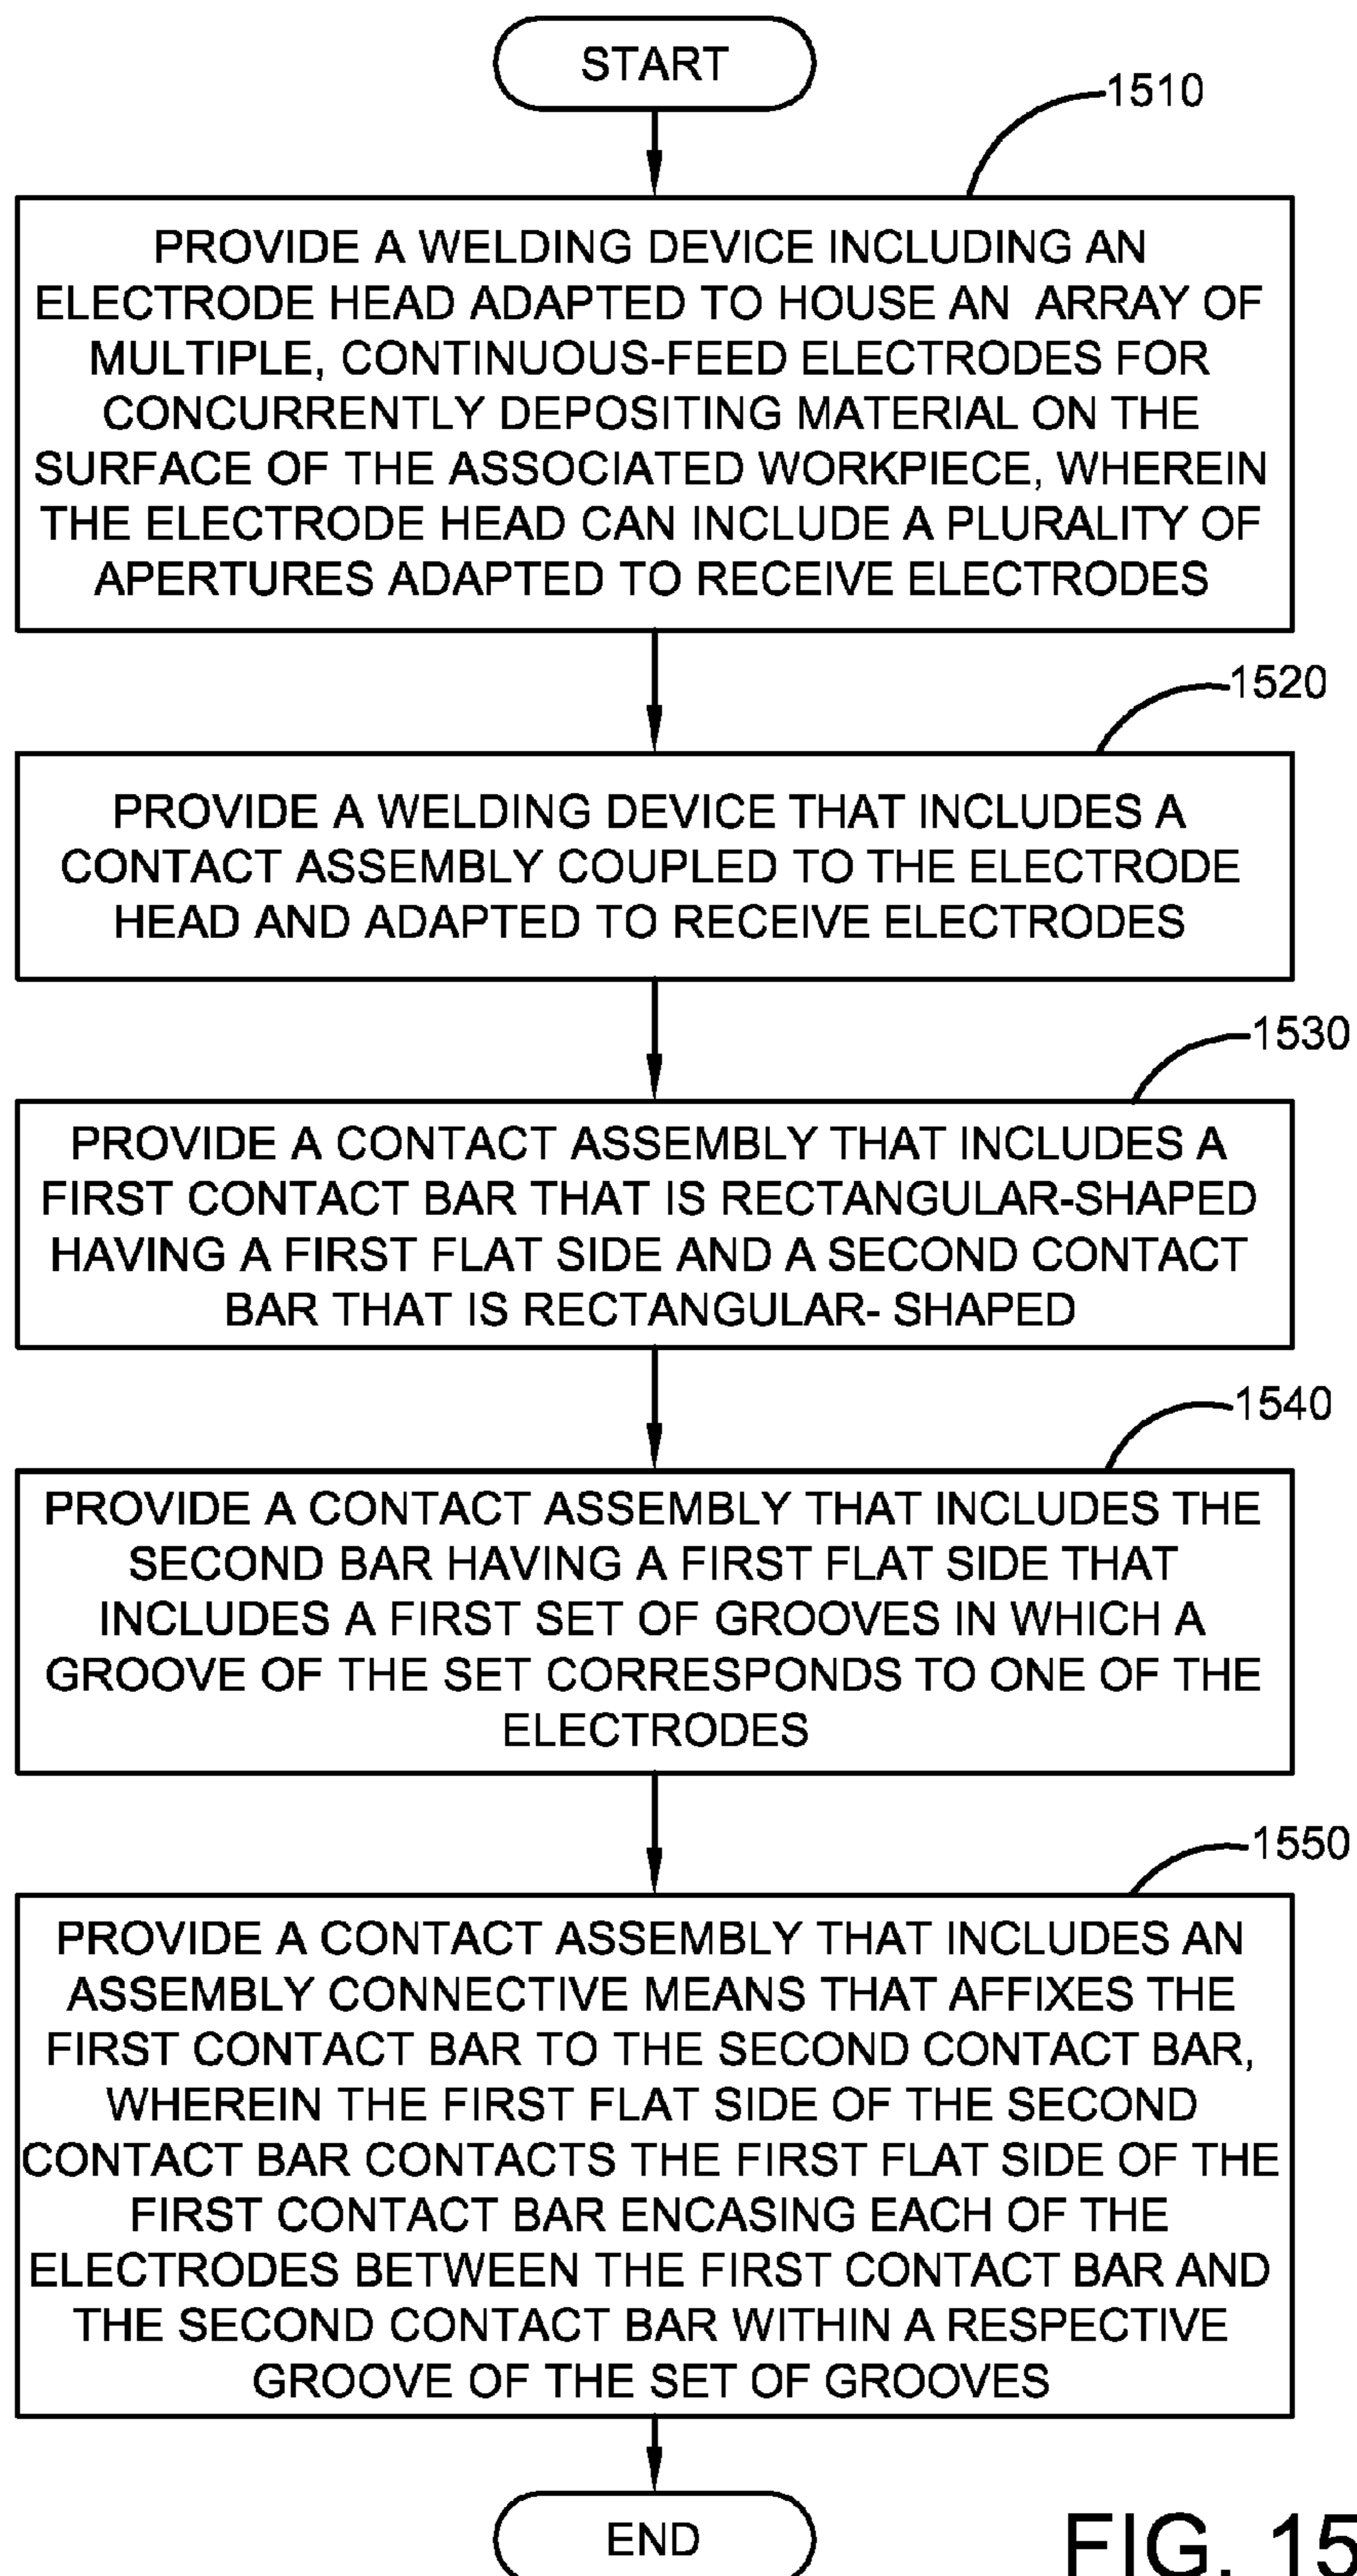 START
1510
PROVIDE A WELDING DEVICE INCLUDING AN
ELECTRODE HEAD ADAPTED TO HOUSE AN ARRAY OF
MULTIPLE, CONTINUOUS-FEED ELECTRODES FOR
CONCURRENTLY DEPOSITING MATERIAL ON THE
SURFACE OF THE ASSOCIATED WORKPIECE, WHEREIN
THE ELECTRODE HEAD CAN INCLUDE A PLURALITY OF
APERTURES ADAPTED TO RECEIVE ELECTRODES
1520
PROVIDE A WELDING DEVICE THAT INCLUDES A
CONTACT ASSEMBLY COUPLED TO THE ELECTRODE
HEAD AND ADAPTED TO RECEIVE ELECTRODES
1530
PROVIDE A CONTACT ASSEMBLY THAT INCLUDES A
FIRST CONTACT BAR THAT IS RECTANGULAR-SHAPED
HAVING A FIRST FLAT SIDE AND A SECOND CONTACT
BAR THAT IS RECTANGULAR- SHAPED
1540
PROVIDE A CONTACT ASSEMBLY THAT INCLUDES THE
SECOND BAR HAVING A FIRST FLAT SIDE THAT
INCLUDES A FIRST SET OF GROOVES IN WHICH A
GROOVE OF THE SET CORRESPONDS TO ONE OF THE
ELECTRODES
1550
PROVIDE A CONTACT ASSEMBLY THAT INCLUDES AN
ASSEMBLY CONNECTIVE MEANS THAT AFFIXES THE
FIRST CONTACT BAR TO THE SECOND CONTACT BAR,
WHEREIN THE FIRST FLAT SIDE OF THE SECOND
CONTACT BAR CONTACTS THE FIRST FLAT SIDE OF THE
FIRST CONTACT BAR ENCASING EACH OF THE
ELECTRODES BETWEEN THE FIRST CONTACT BAR AND
THE SECOND CONTACT BAR WITHIN A RESPECTIVE
GROOVE OF THE SET OF GROOVES
END
FIG. 15